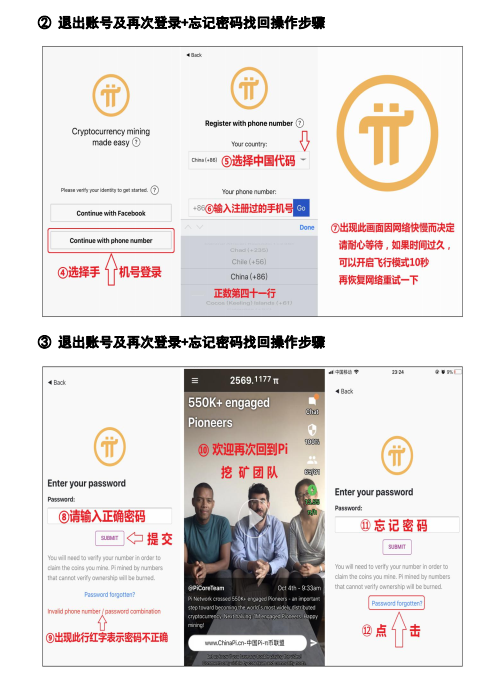 ② 退出账号及再次登录+忘记密码找回操作步骤
Back
Cryptocurrency mining
made easy ?
Please verify your identity to get started. ?
Continue with Facebook
Continue with phone number
④选择手 机号登录
Back
Register with phone number ?
Your country:
China (+86)
⑤选择中国代码
Your phone number:
+86
⑥输入注册过的手机号
Go
Done
Chad (+235)
Chile (+56)
China (+86)
正数第四十一行
Cocos (Keeling) Islands (+61)
⑦出现此画面因网络快慢而决定
请耐心等待，如果时间过久，
可以开启飞行模式10秒
再恢复网络重试一下
③ 退出账号及再次登录+忘记密码找回操作步骤
Back
Enter your password
Password:
⑧请输入正确密码
SUBMIT
提 交
You will need to verify your number in order to
claim the coins you mine. Pi mined by numbers
that cannot verify ownership will be burned.
Password forgotten?
Invalid phone number / password combination
⑨出现此行红字表示密码不正确
2569.1177 π
550K+ engaged
Pioneers
Chat
100%
⑩ 欢迎再次回到Pi
挖 矿 团 队
@PiCoreTeam
Oct 4th - 9:33am
Pi Network crossed 550K+ engaged Pioneers - an important
step toward becoming the world's most widely distributed
cryptocurrency. Next rising: 1M engaged Pioneers! Happy
mining!
www.ChinaPi.cn-中国Pi-π币联盟
中国移动
23:24
9%
Back
Enter your password
Password:
⑪ 忘 记 密 码
SUBMIT
You will need to verify your number in order to
claim the coins you mine. Pi mined by numbers
that cannot verify ownership will be burned.
Password forgotten?
⑫ 点 击